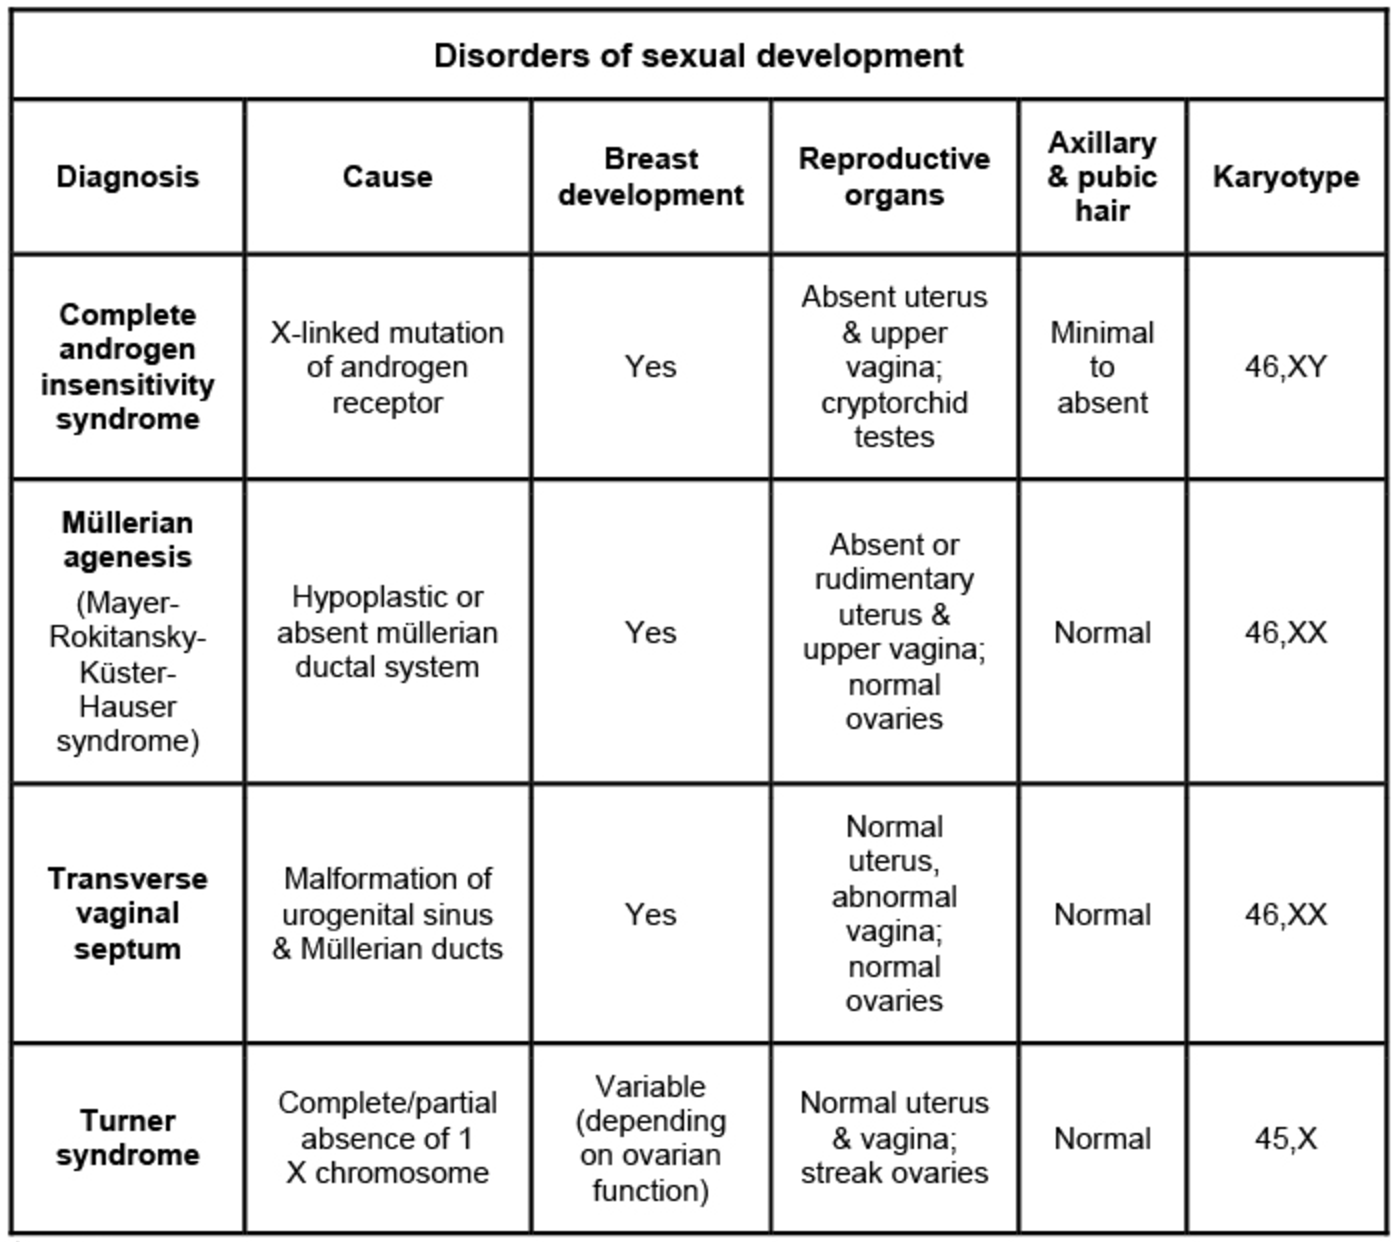 Disorders of sexual development
Diagnosis
Cause
Breast
development
Reproductive
organs
Axillary
& pubic
hair
Karyotype
Complete
androgen
insensitivity
syndrome
X-linked mutation
of androgen
receptor
Yes
Absent uterus
& upper
vagina;
cryptorchid
testes
Minimal
to
absent
46,XY
Müllerian
agenesis
(Mayer-
Rokitansky-
Küster-
Hauser
syndrome)
Hypoplastic or
absent müllerian
ductal system
Yes
Absent or
rudimentary
uterus &
upper vagina;
normal
ovaries
Normal
46,XX
Transverse
vaginal
septum
Malformation of
urogenital sinus
& Müllerian ducts
Yes
Normal
uterus,
abnormal
vagina;
normal
ovaries
Normal
46,XX
Turner
syndrome
Complete/partial
absence of 1
X chromosome
Variable
(depending
on ovarian
function)
Normal uterus
& vagina;
streak ovaries
Normal
45,X